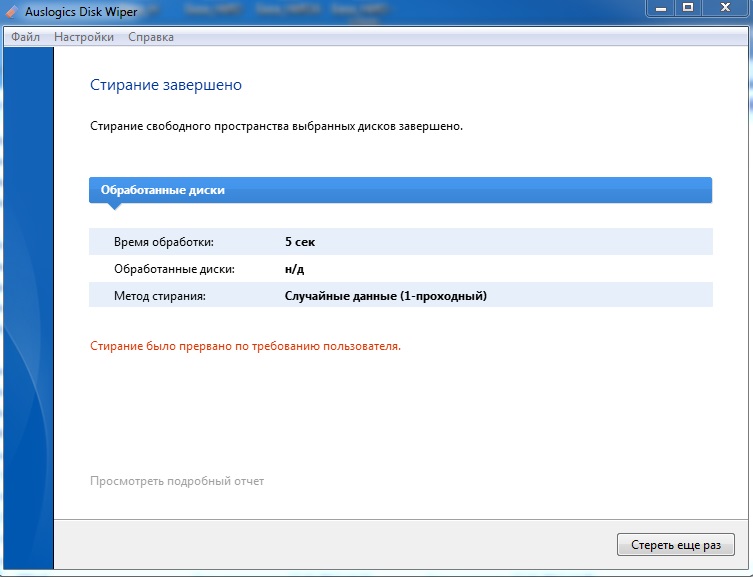 Auslogics Disk Wiper
Файл Настройки Справка
Стирание завершено
Стирание свободного пространства выбранных дисков завершено.
Обработанные диски
Время обработки: 5 сек
Обработанные диски: н/д
Метод стирания: Случайные данные (1-проходный)
Стирание было прервано по требованию пользователя.
Просмотреть подробный отчет
Стереть еще раз